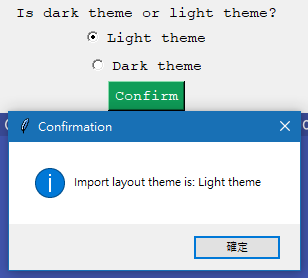 Is dark theme or light theme?
Light theme
Dark theme
Confirm
Confirmation
Import layout theme is: Light theme
確定